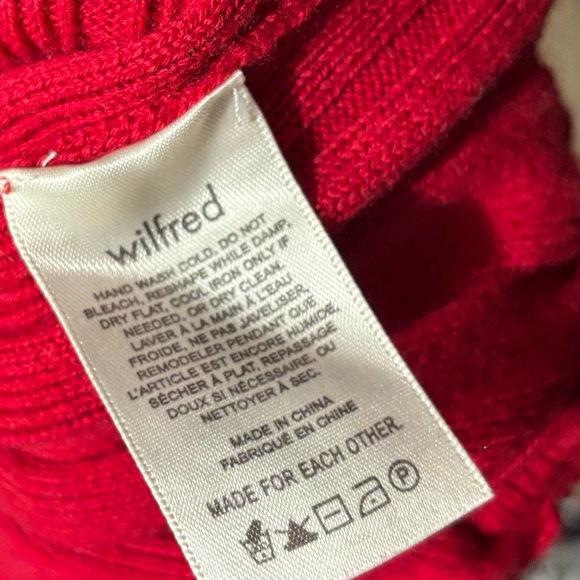 wilfred
HAND WASH COLD. DO NOT
BLEACH. RESHAPE WHILE DAMP.
DRY FLAT, COOL IRON ONLY IF
NEEDED, OF DRY CLEAN.
LAVER À LA MAIN À L'EAU
FROIDE, NE PAS JAVELISER,
REMODELER PENDANT QUE
L'ARTICLE EST ENCORE HUMIDE,
SÉCHER À PLAT, REPASSAGE
DOUX SI NÉCESSAIRE, OU
NETTOYER À SEC.
MADE IN CHINA
FABRIQUÉ EN CHINE
MADE FOR EACH OTHER.
P